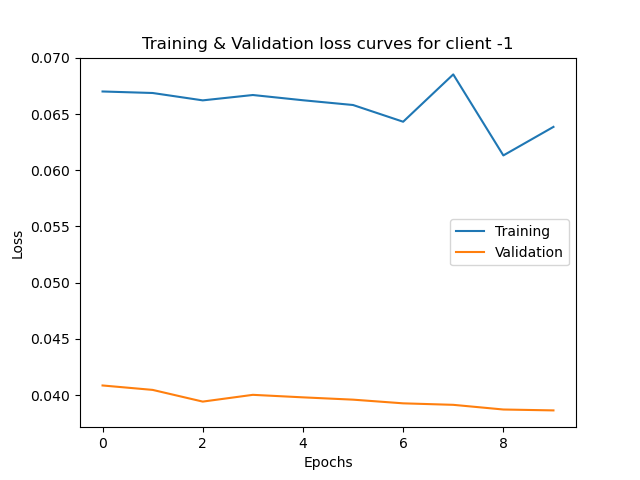 Training & Validation loss curves for client -1
0.070
0.065
0.060
0.055
0.050
0.045
0.040
Loss
Training
Validation
0 2 4 6 8
Epochs